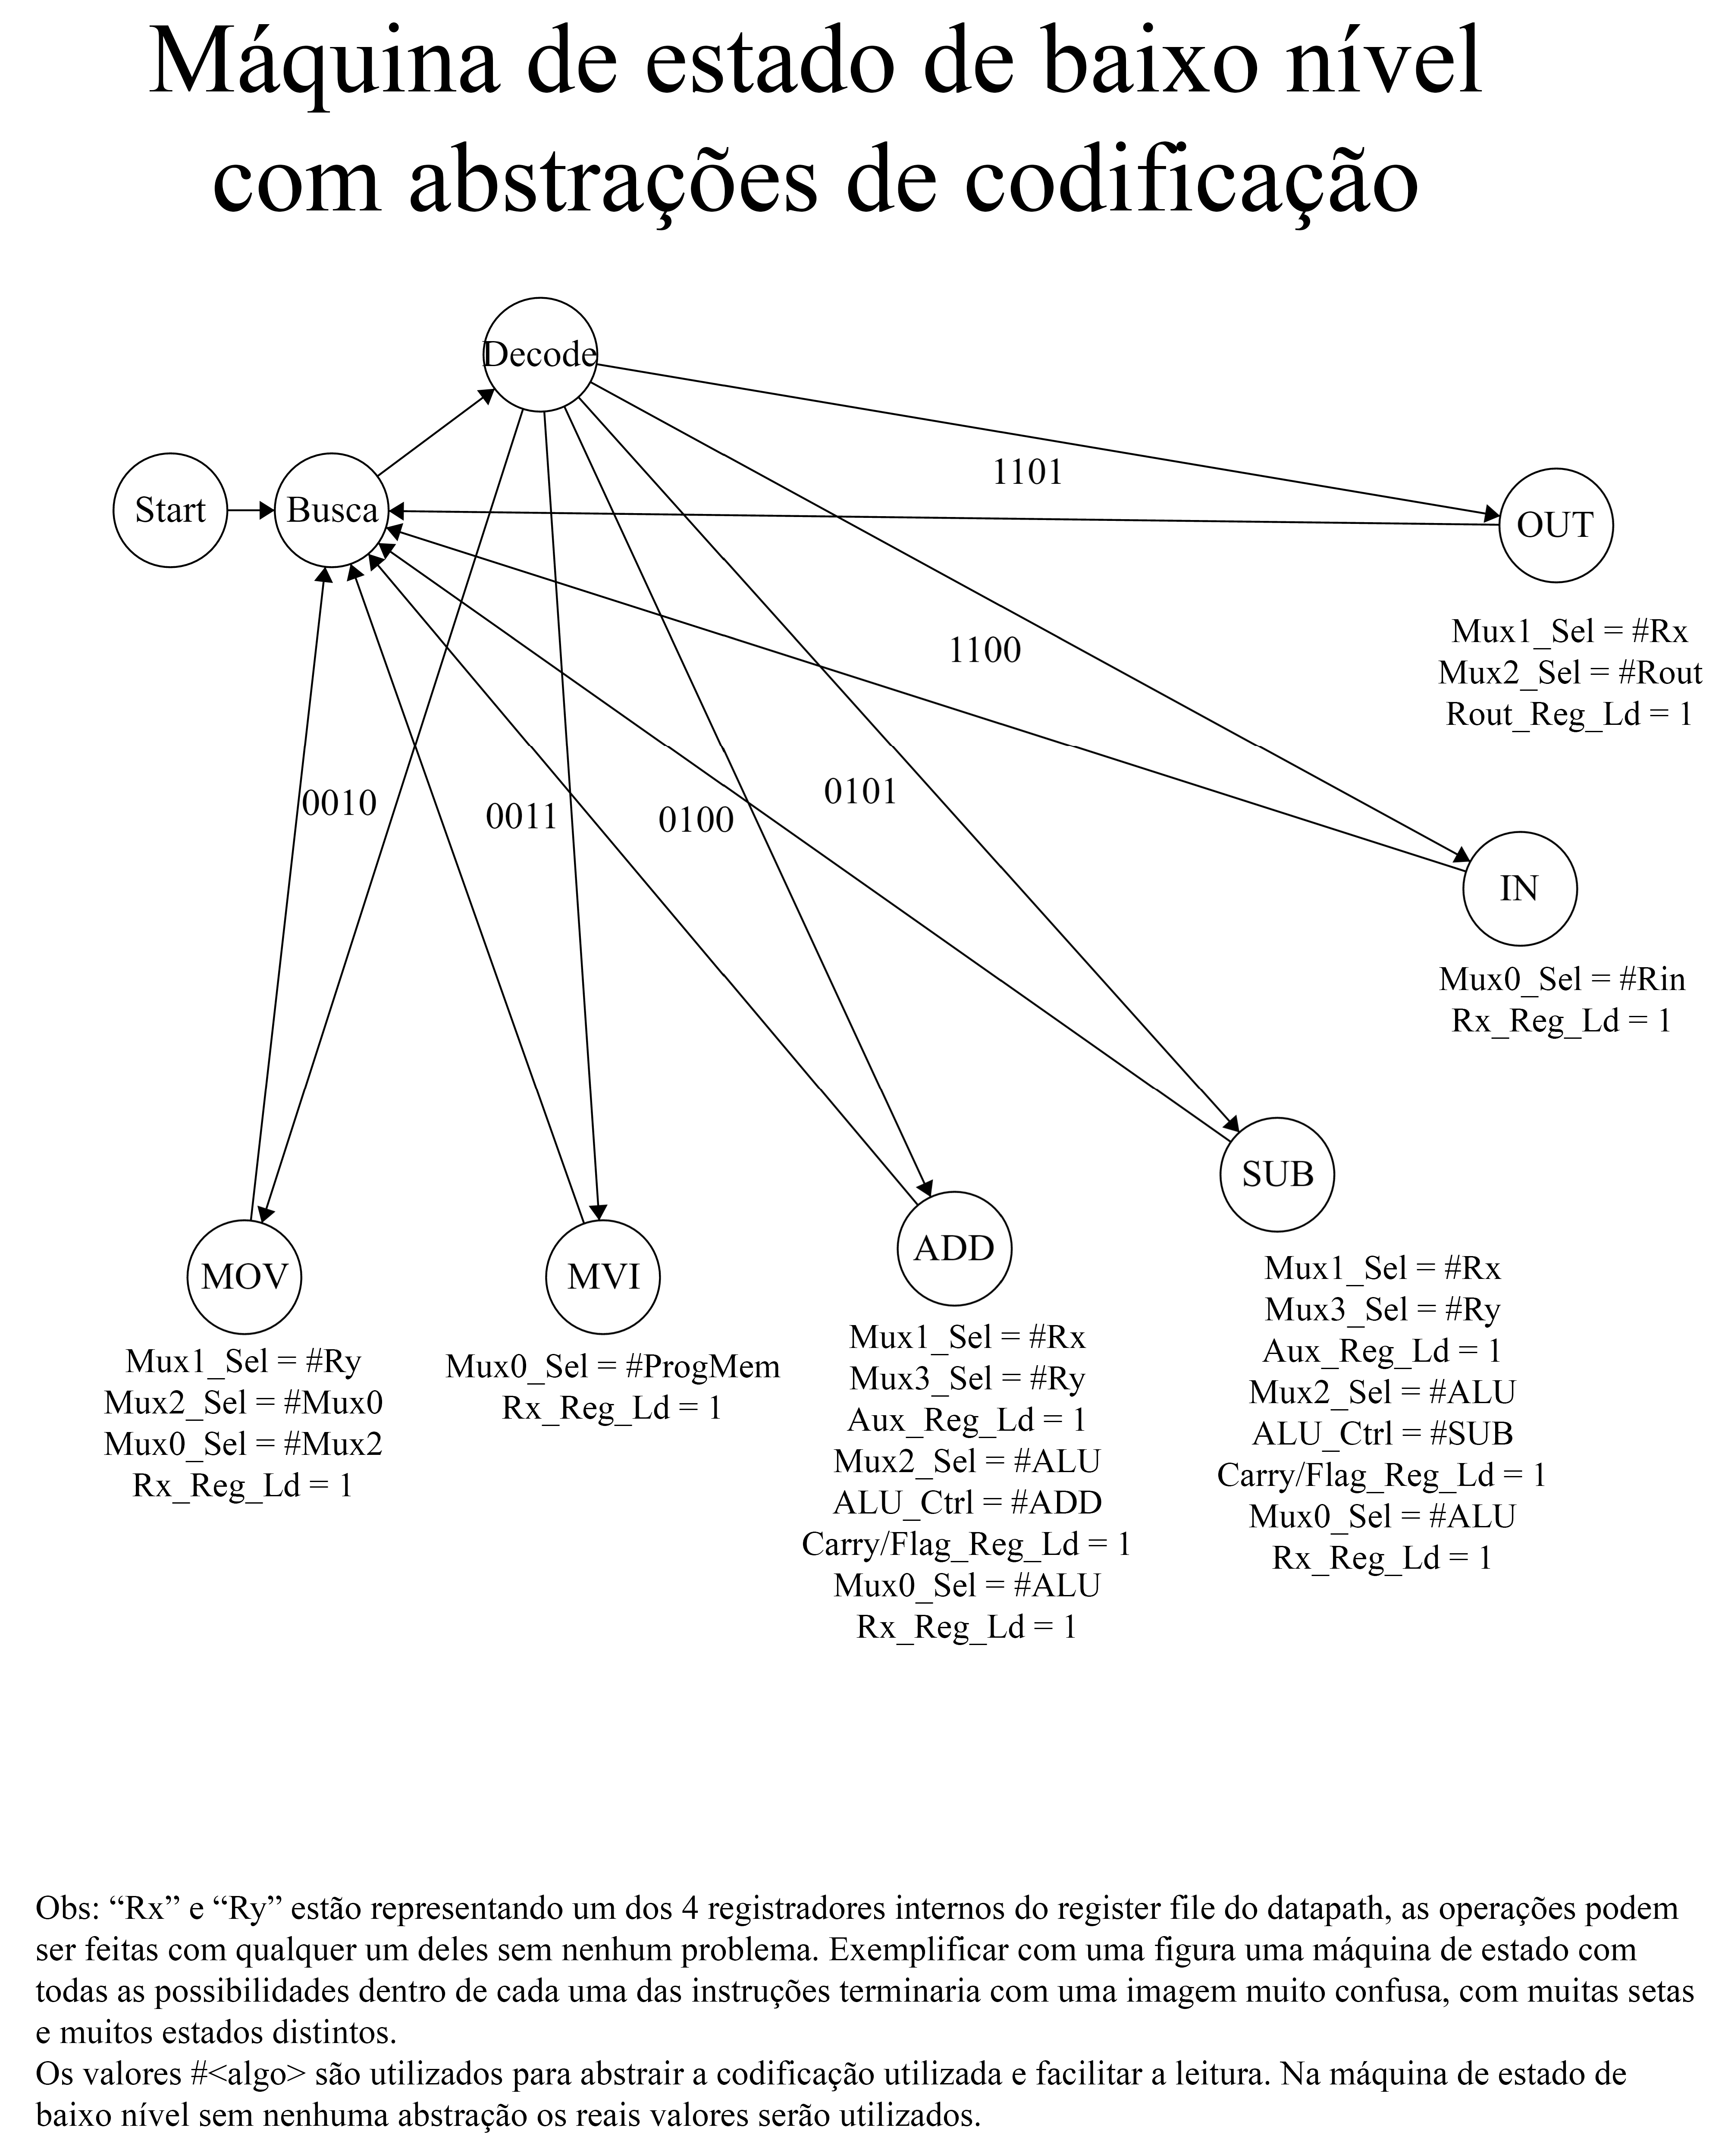 Máquina de estado de baixo nível
com abstrações de codificação
Decode
Start
Busca
1101
OUT
Mux1_Sel = #Rx
Mux2_Sel = #Rout
Rout_Reg_Ld = 1
1100
IN
Mux0_Sel = #Rin
Rx_Reg_Ld = 1
0010
0011
0100
0101
MOV
Mux1_Sel = #Ry
Mux2_Sel = #Mux0
Mux0_Sel = #Mux2
Rx_Reg_Ld = 1
MVI
Mux0_Sel = #ProgMem
Rx_Reg_Ld = 1
ADD
Mux1_Sel = #Rx
Mux3_Sel = #Ry
Aux_Reg_Ld = 1
Mux2_Sel = #ALU
ALU_Ctrl = #ADD
Carry/Flag_Reg_Ld = 1
Mux0_Sel = #ALU
Rx_Reg_Ld = 1
SUB
Mux1_Sel = #Rx
Mux3_Sel = #Ry
Aux_Reg_Ld = 1
Mux2_Sel = #ALU
ALU_Ctrl = #SUB
Carry/Flag_Reg_Ld = 1
Mux0_Sel = #ALU
Rx_Reg_Ld = 1
Obs: “Rx” e “Ry” estão representando um dos 4 registradores internos do register file do datapath, as operações podem
ser feitas com qualquer um deles sem nenhum problema. Exemplificar com uma figura uma máquina de estado com
todas as possibilidades dentro de cada uma das instruções terminaria com uma imagem muito confusa, com muitas setas
e muitos estados distintos.
Os valores #<algo> são utilizados para abstrair a codificação utilizada e facilitar a leitura. Na máquina de estado de
baixo nível sem nenhuma abstração os reais valores serão utilizados.